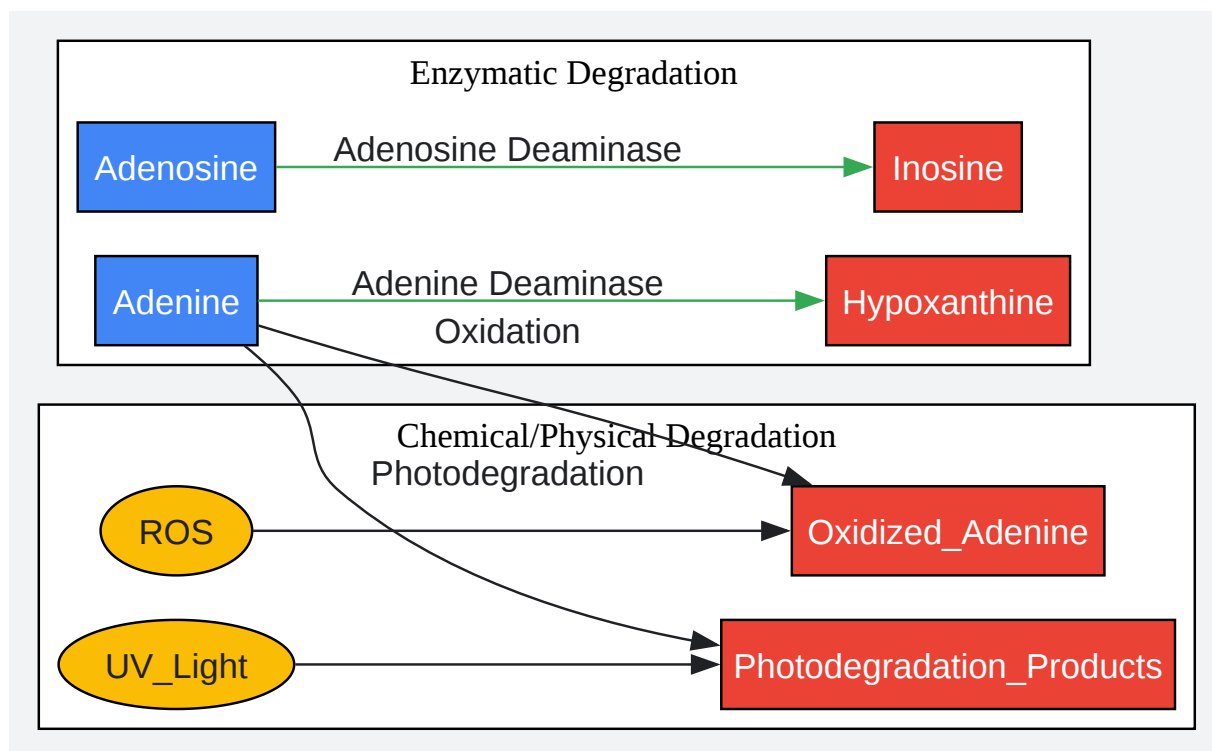 Enzymatic Degradation
Adenosine
Adenosine Deaminase
Inosine
Adenine
Adenine Deaminase
Hypoxanthine
Oxidation
Chemical/Physical Degradation
Photodegradation
ROS
Oxidized_Adenine
UV_Light
Photodegradation_Products